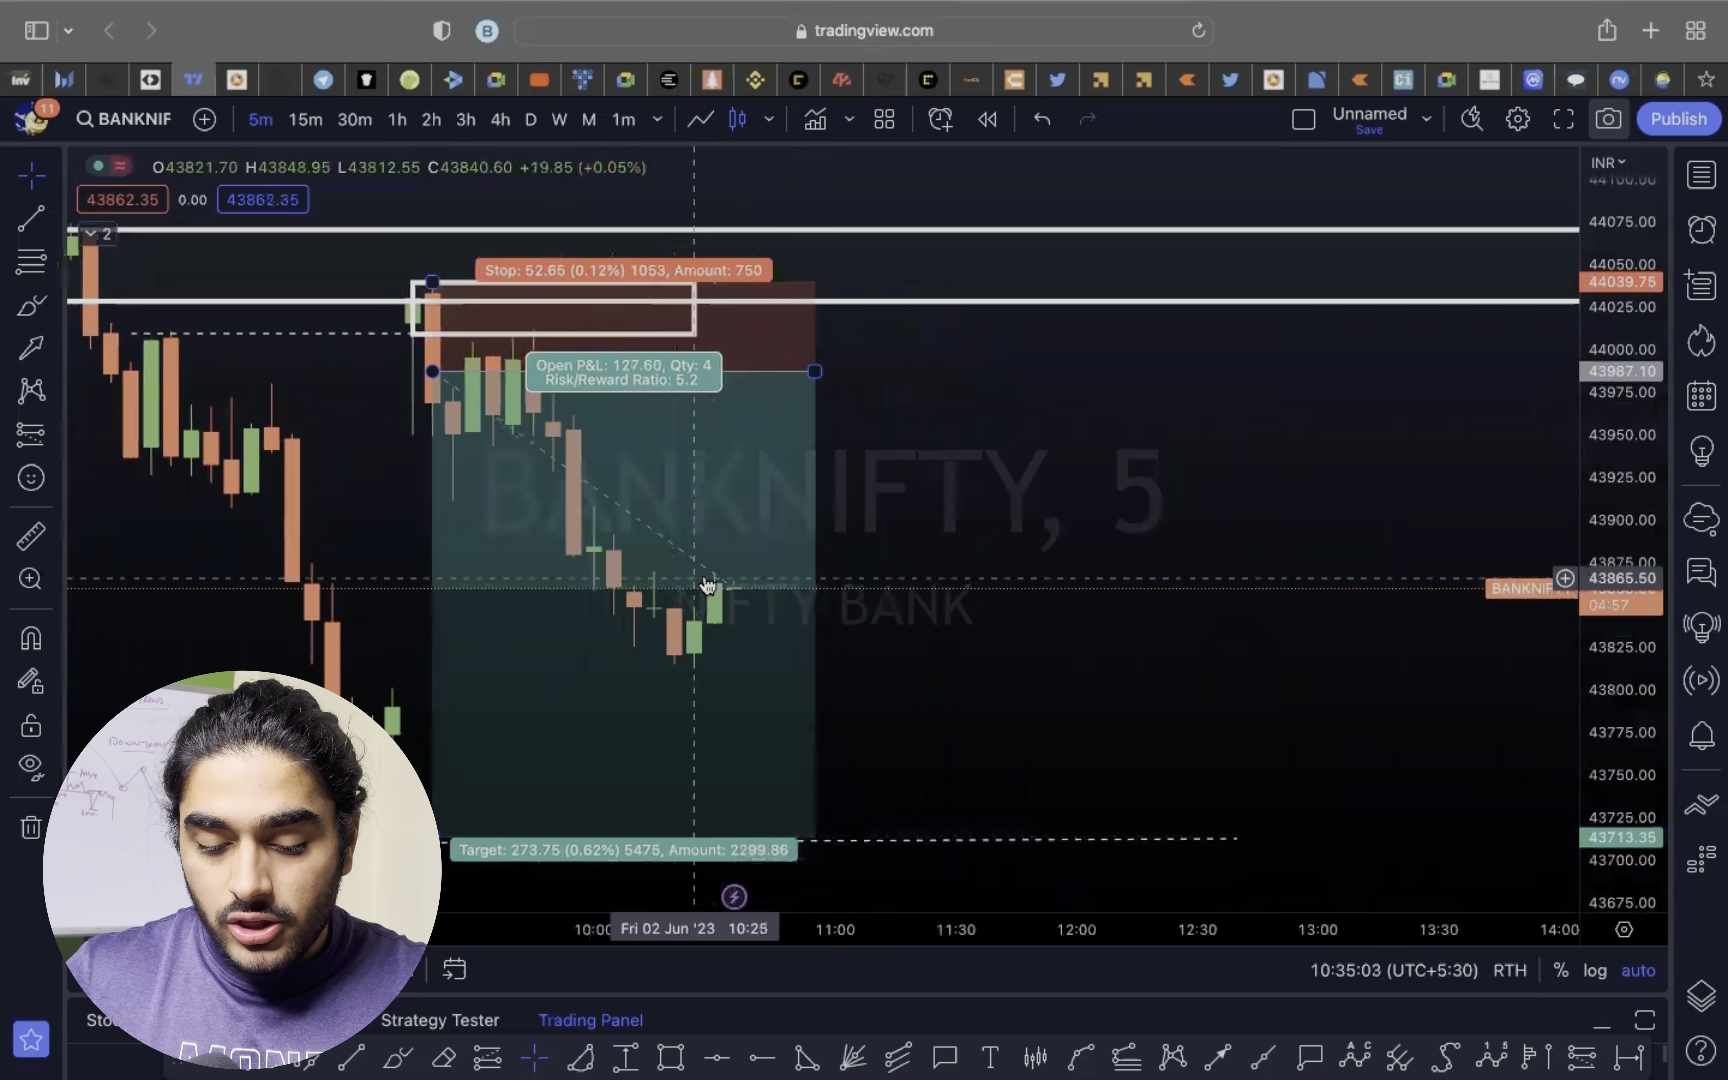 tradingview.com
11
BANKNIF
5m 15m 30m 1h 2h 3h 4h D W M 1m
Unnamed
Save
Publish
O43821.70 H43848.95 L43812.55 C43840.60 +19.85 (+0.05%)
INR
44100.00
43862.35 0.00 43862.35
2
44075.00
Stop: 52.65 (0.12%) 1053, Amount: 750
44050.00
44039.75
44025.00
44000.00
Open P&L: 127.60, Qty: 4
Risk/Reward Ratio: 5.2
43987.10
43975.00
43950.00
BANKNIFTY, 5
43925.00
43900.00
43875.00
43865.50
BANKNIF
04:57
NIFTY BANK
43825.00
43800.00
43775.00
43750.00
43725.00
43713.35
Target: 273.75 (0.62%) 5475, Amount: 2299.86
43700.00
43675.00
10:00 Fri 02 Jun '23 10:25 11:00 11:30 12:00 12:30 13:00 13:30 14:00
10:35:03 (UTC+5:30) RTH % log auto
Strategy Tester Trading Panel